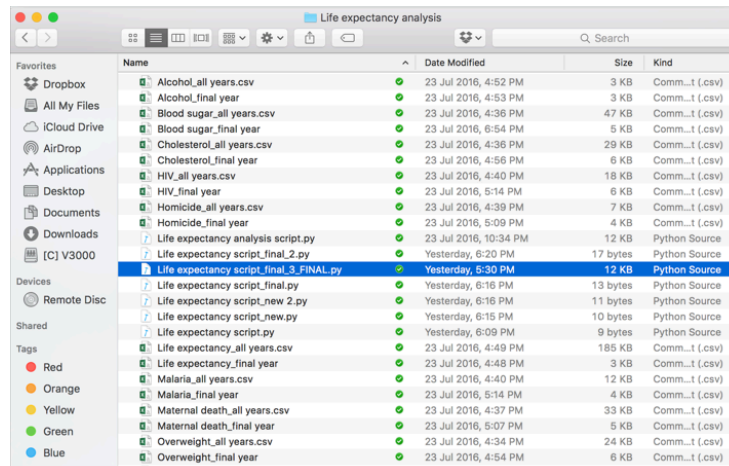 Life expectancy analysis
Search
Favorites
Dropbox
All My Files
iCloud Drive
AirDrop
Applications
Desktop
Documents
Downloads
[C] V3000
Devices
Remote Disc
Shared
Tags
Red
Orange
Yellow
Green
Blue
Name Date Modified Size Kind
Alcohol_all years.csv 23 Jul 2016, 4:52 PM 3 KB Comm...t (.csv)
Alcohol_final year 23 Jul 2016, 4:53 PM 3 KB Comm...t (.csv)
Blood sugar_all years.csv 23 Jul 2016, 4:36 PM 47 KB Comm...t (.csv)
Blood sugar_final year 23 Jul 2016, 6:54 PM 5 KB Comm...t (.csv)
Cholesterol_all years.csv 23 Jul 2016, 4:36 PM 29 KB Comm...t (.csv)
Cholesterol_final year 23 Jul 2016, 4:56 PM 6 KB Comm...t (.csv)
HIV_all years.csv 23 Jul 2016, 4:40 PM 18 KB Comm...t (.csv)
HIV_final year 23 Jul 2016, 5:14 PM 6 KB Comm...t (.csv)
Homicide_all years.csv 23 Jul 2016, 4:39 PM 7 KB Comm...t (.csv)
Homicide_final year 23 Jul 2016, 5:09 PM 4 KB Comm...t (.csv)
Life expectancy analysis script.py 23 Jul 2016, 10:34 PM 12 KB Python Source
Life expectancy script_final_2.py Yesterday, 6:20 PM 17 bytes Python Source
Life expectancy script_final_3_FINAL.py Yesterday, 5:30 PM 12 KB Python Source
Life expectancy script_final.py Yesterday, 6:16 PM 13 bytes Python Source
Life expectancy script_new 2.py Yesterday, 6:16 PM 11 bytes Python Source
Life expectancy script_new.py Yesterday, 6:15 PM 10 bytes Python Source
Life expectancy script.py Yesterday, 6:09 PM 9 bytes Python Source
Life expectancy_all years.csv 23 Jul 2016, 4:49 PM 185 KB Comm...t (.csv)
Life expectancy_final year 23 Jul 2016, 4:48 PM 3 KB Comm...t (.csv)
Malaria_all years.csv 23 Jul 2016, 4:40 PM 12 KB Comm...t (.csv)
Malaria_final year 23 Jul 2016, 5:14 PM 4 KB Comm...t (.csv)
Maternal death_all years.csv 23 Jul 2016, 4:37 PM 33 KB Comm...t (.csv)
Maternal death_final year 23 Jul 2016, 5:07 PM 5 KB Comm...t (.csv)
Overweight_all years.csv 23 Jul 2016, 4:34 PM 24 KB Comm...t (.csv)
Overweight_final year 23 Jul 2016, 4:54 PM 6 KB Comm...t (.csv)